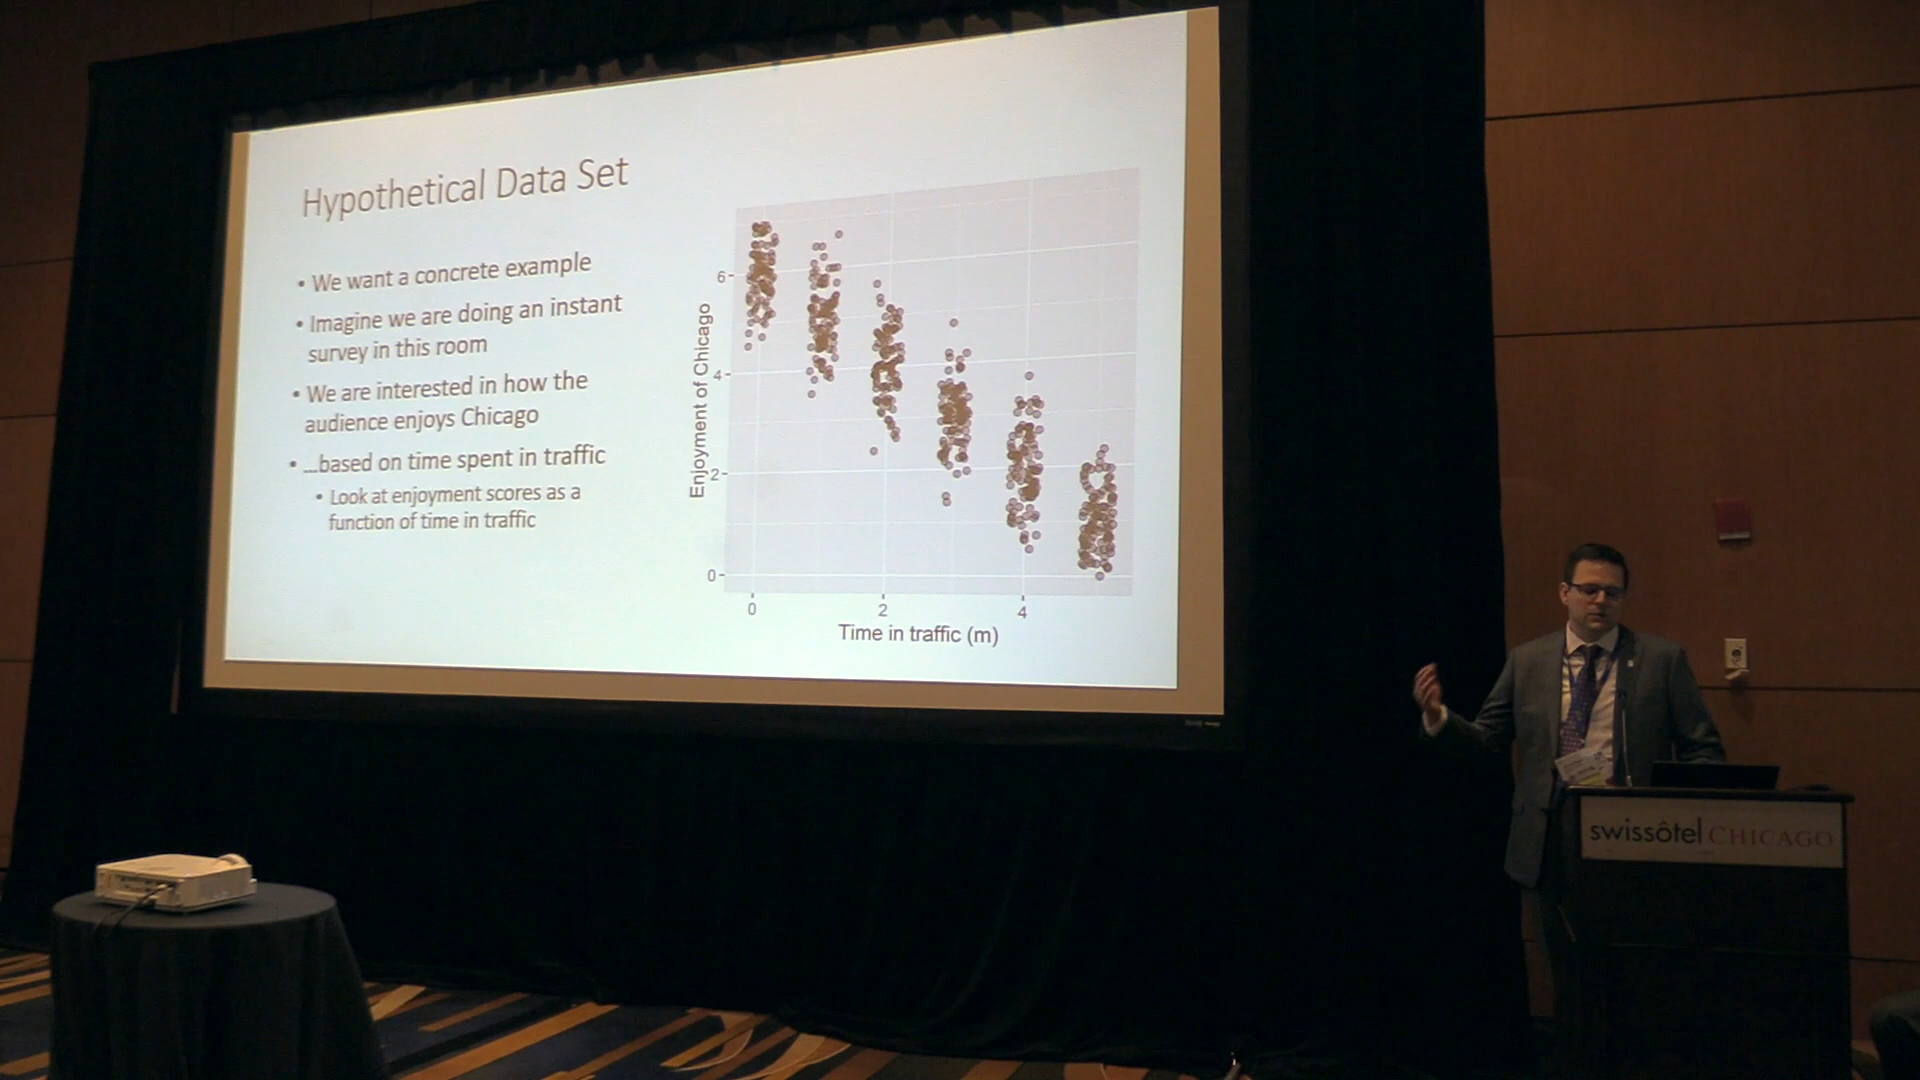 Hypothetical Data Set
• We want a concrete example
• Imagine we are doing an instant
survey in this room
• We are interested in how the
audience enjoys Chicago
• ...based on time spent in traffic
• Look at enjoyment scores as a
function of time in traffic
Enjoyment of Chicago
6
4
2
0
0 2 4
Time in traffic (m)
swissôtel CHICAGO